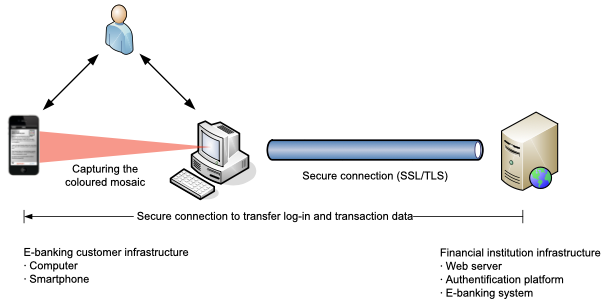 Capturing the
coloured mosaic
Secure connection (SSL/TLS)
Secure connection to transfer log-in and transaction data
E-banking customer infrastructure
· Computer
· Smartphone
Financial institution infrastructure
· Web server
· Authentification platform
· E-banking system